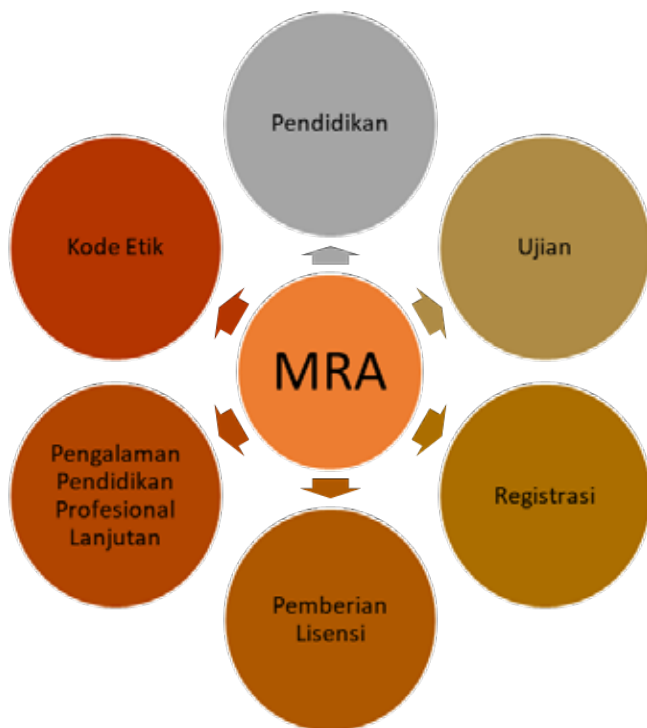 Pendidikan
Kode Etik
Ujian
MRA
Pengalaman
Pendidikan
Profesional
Lanjutan
Registrasi
Pemberian
Lisensi